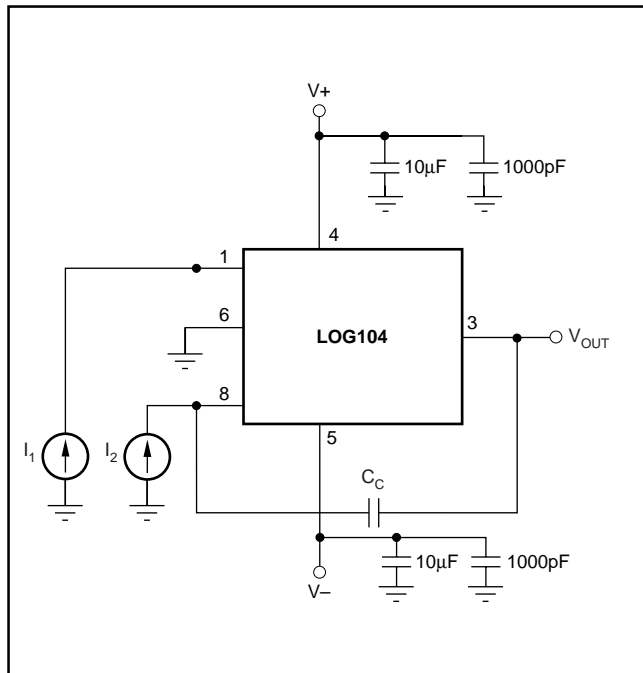 V+
10μF
1000pF
4
1
6
LOG104
3
V_OUT
8
5
I_1
I_2
C_C
10μF
1000pF
V–